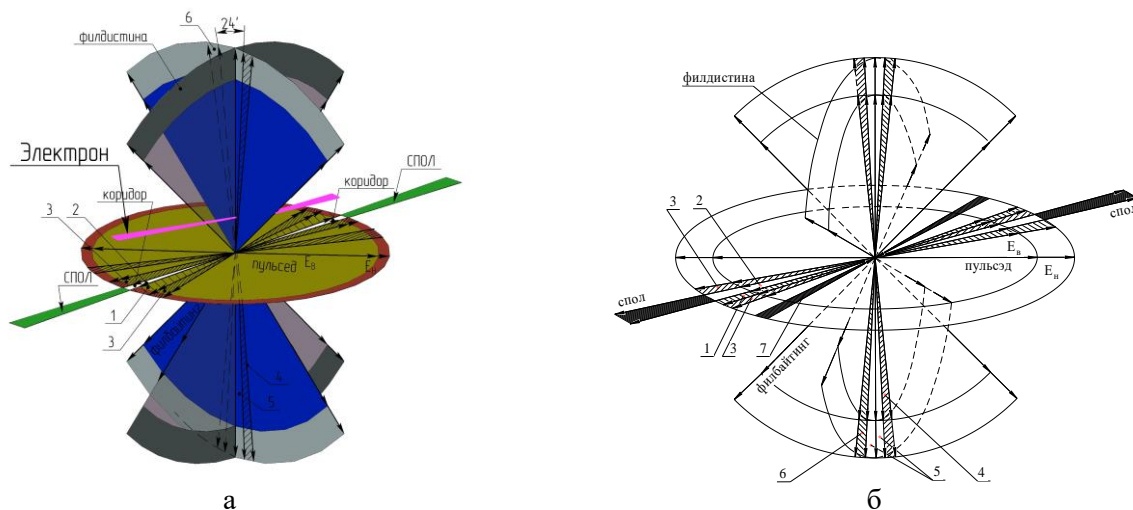 6
24'
филдистина
Электрон
СПОЛ
коридор
коридор
3
2
пульсед
Eв
Eн
СПОЛ
1
3
филбайтинг
4
5
а
филдистина
3
2
спол
Eв
пульсэд
Eн
спол
1
3
7
филбайтинг
6
5
4
б